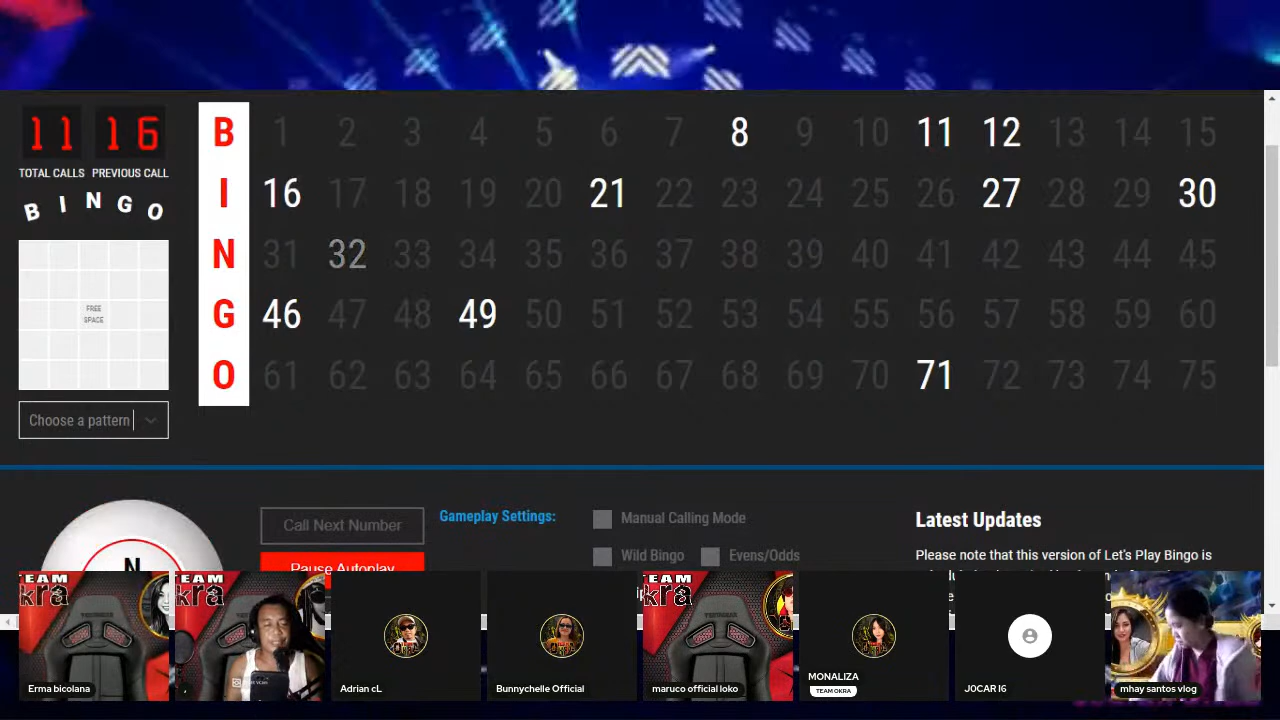 11 16
TOTAL CALLS PREVIOUS CALL
B I N G O
FREE
SPACE
Choose a pattern
B 1 2 3 4 5 6 7 8 9 10 11 12 13 14 15
I 16 17 18 19 20 21 22 23 24 25 26 27 28 29 30
N 31 32 33 34 35 36 37 38 39 40 41 42 43 44 45
G 46 47 48 49 50 51 52 53 54 55 56 57 58 59 60
O 61 62 63 64 65 66 67 68 69 70 71 72 73 74 75
N
Call Next Number
Pause Autoplay
Gameplay Settings:
Manual Calling Mode
Wild Bingo Evens/Odds
Latest Updates
Please note that this version of Let's Play Bingo is
TEAM
Erma bicolana
TEAM
Adrian cL
Bunnychelle Official
TEAM
maruco official loko
MONALIZA
TEAM OKRA
JOCAR I6
mhay santos vlog